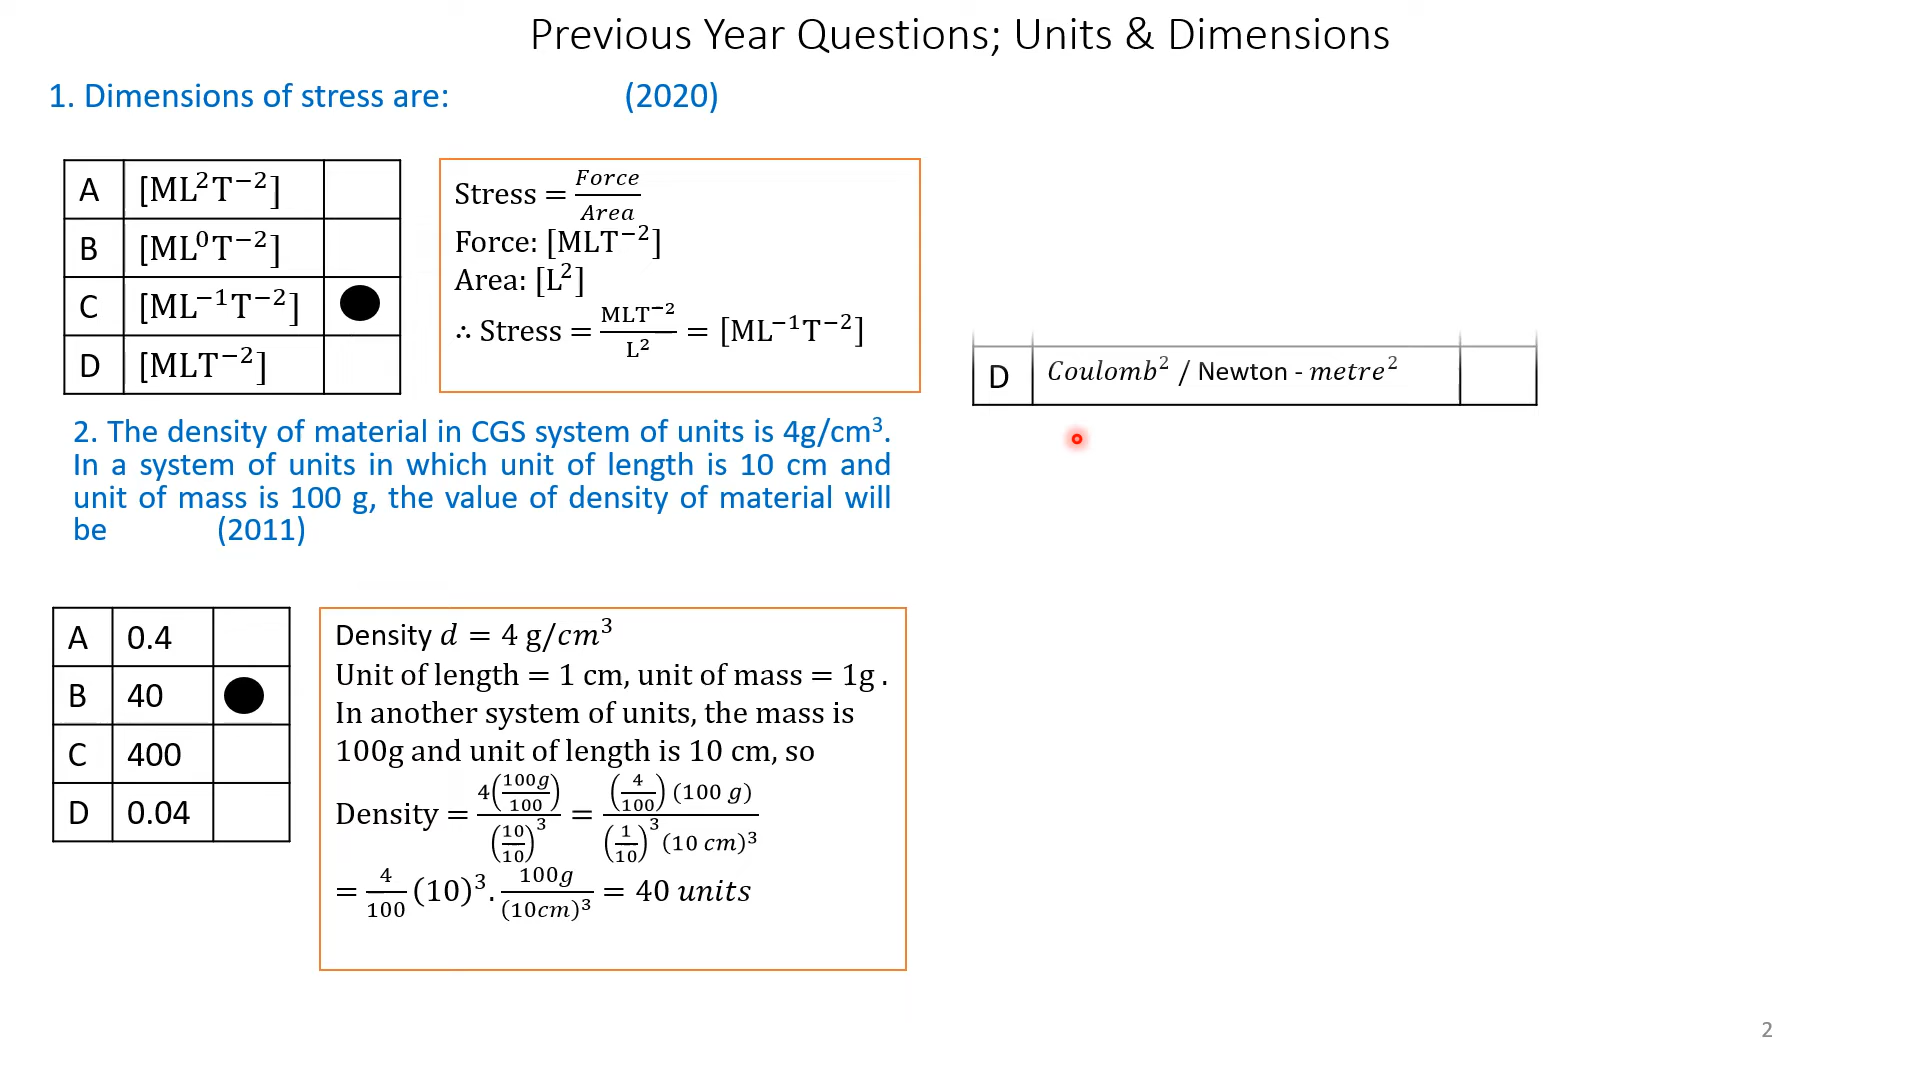 Previous Year Questions; Units & Dimensions
1. Dimensions of stress are: (2020)
A [ML²T⁻²]
B [ML⁰T⁻²]
C [ML⁻¹T⁻²]
D [MLT⁻²]
Stress = Force/Area
Force: [MLT⁻²]
Area: [L²]
∴ Stress = MLT⁻²/L² = [ML⁻¹T⁻²]
2. The density of material in CGS system of units is 4g/cm³.
In a system of units in which unit of length is 10 cm and
unit of mass is 100 g, the value of density of material will
be (2011)
A 0.4
B 40
C 400
D 0.04
Density d = 4 g/cm³
Unit of length = 1 cm, unit of mass = 1g .
In another system of units, the mass is
100g and unit of length is 10 cm, so
Density = 4(100g/100)/(10/10)³ = (4/100)(100 g)/(1/10)³(10 cm)³
= 4/100 (10)³. 100g/(10cm)³ = 40 units
D Coulomb² / Newton - metre²
2